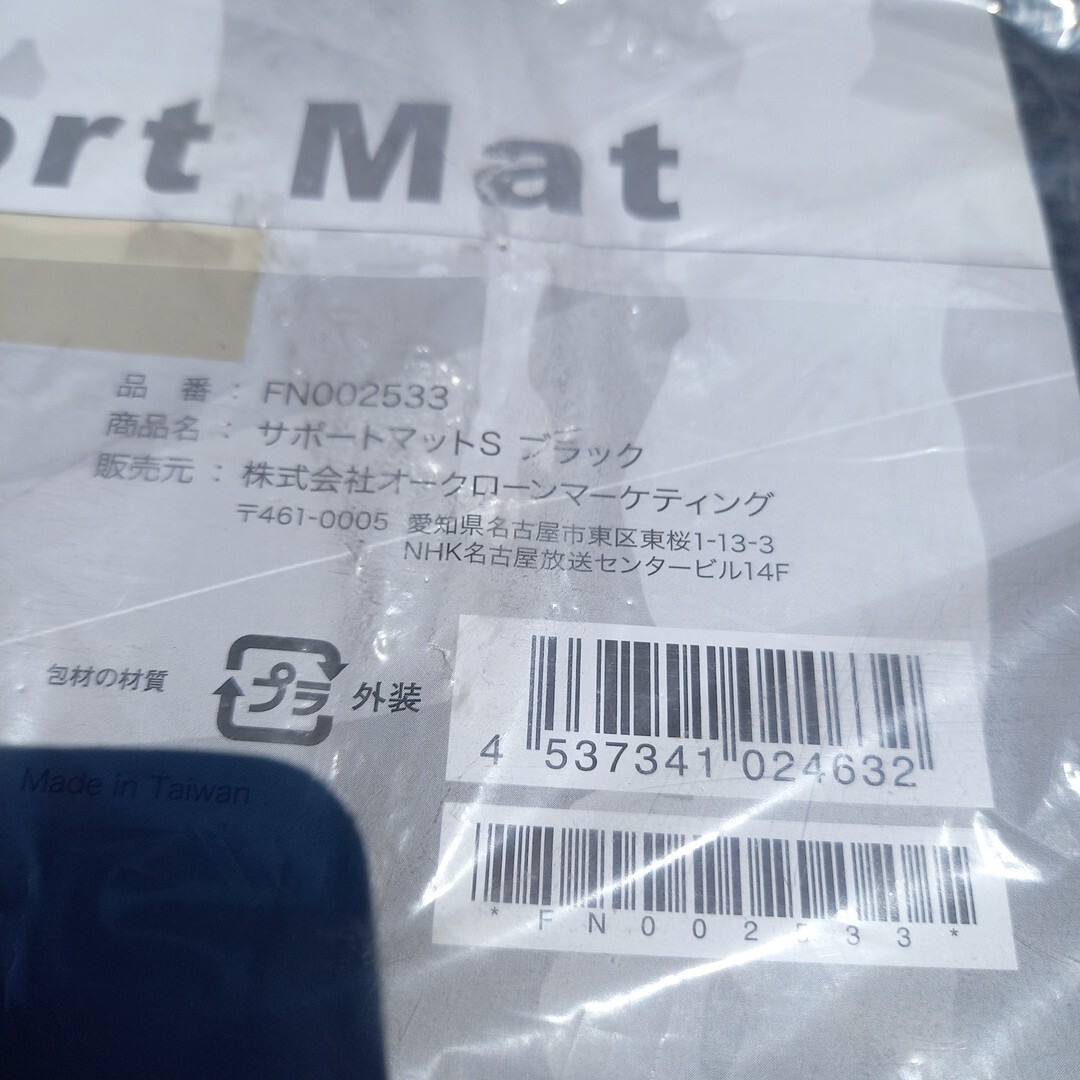 ort Mat
品 番 : FN002533
商品名 : サポートマットS ブラック
販売元 : 株式会社オークローンマーケティング
〒461-0005 愛知県名古屋市東区東桜1-13-3
NHK名古屋放送センタービル14F
包材の材質
プラ 外装
Made in Taiwan
4 537341 024632
*FN002533*